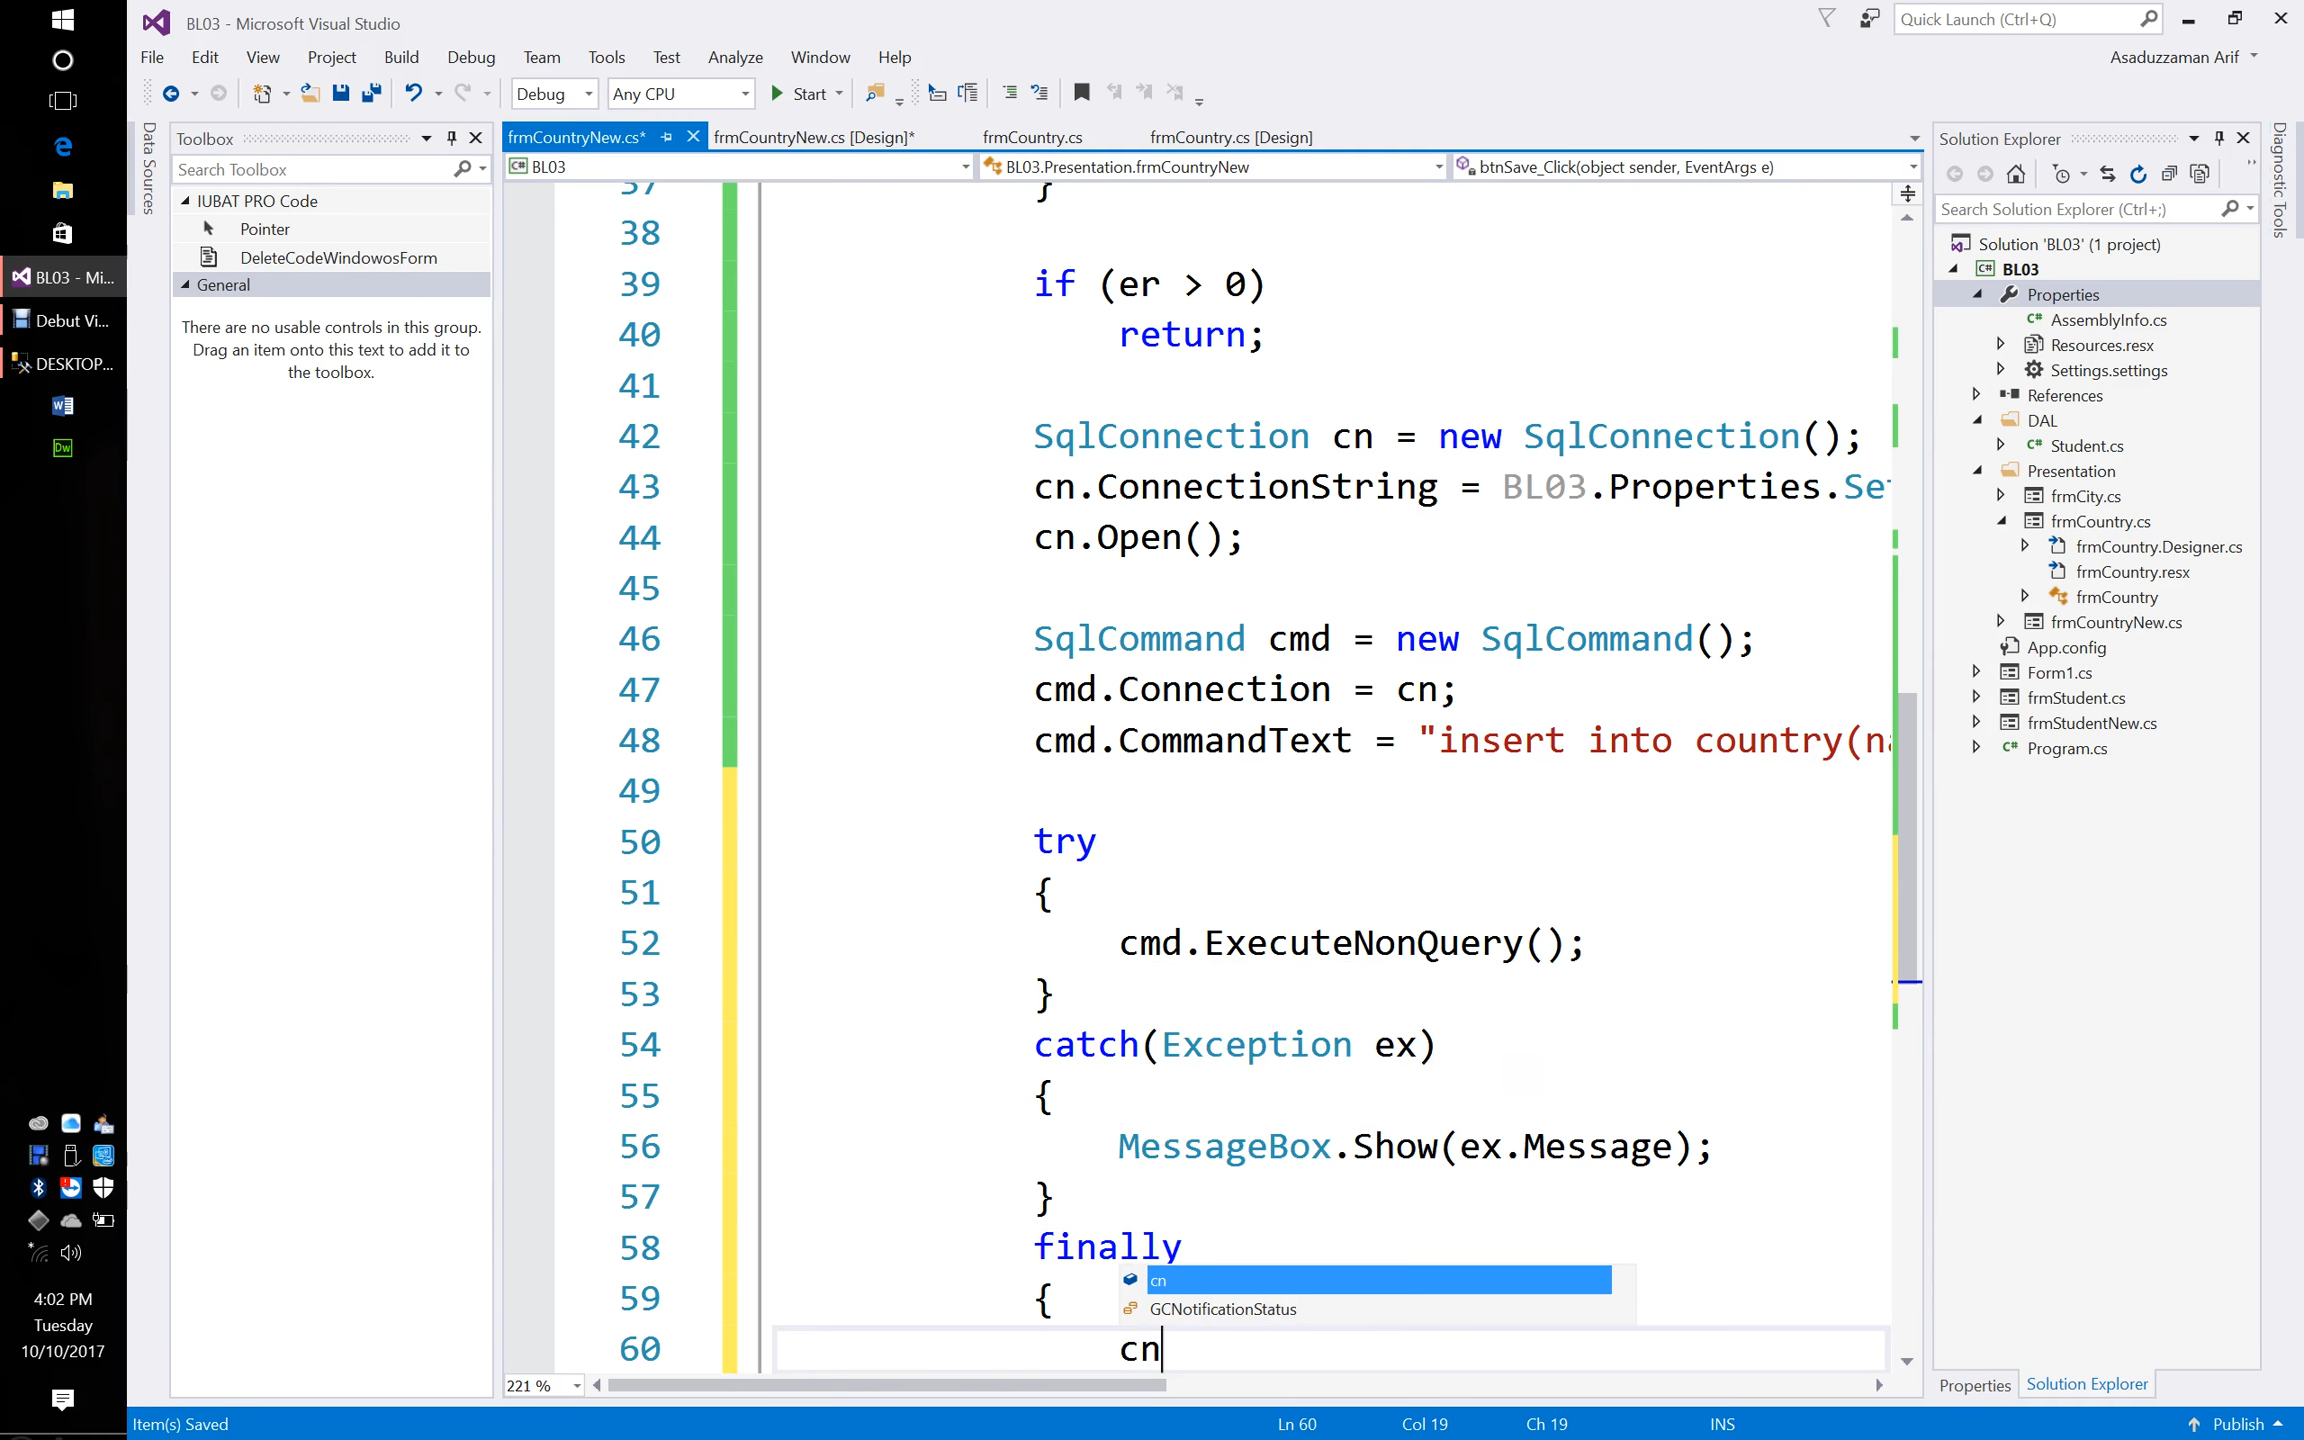 BL03 - Microsoft Visual Studio
Quick Launch (Ctrl+Q)
File Edit View Project Build Debug Team Tools Test Analyze Window Help
Asaduzzaman Arif
Debug Any CPU Start
Data Sources
Toolbox
Search Toolbox
IUBAT PRO Code
Pointer
DeleteCodeWindowosForm
General
There are no usable controls in this group.
Drag an item onto this text to add it to
the toolbox.
BL03 - Mi...
Debut Vi...
DESKTOP...
4:02 PM
Tuesday
10/10/2017
frmCountryNew.cs* frmCountryNew.cs [Design]* frmCountry.cs frmCountry.cs [Design]
BL03 BL03.Presentation.frmCountryNew btnSave_Click(object sender, EventArgs e)
37 }
38
39 if (er > 0)
40 return;
41
42 SqlConnection cn = new SqlConnection();
43 cn.ConnectionString = BL03.Properties.Se
44 cn.Open();
45
46 SqlCommand cmd = new SqlCommand();
47 cmd.Connection = cn;
48 cmd.CommandText = "insert into country(na
49
50 try
51 {
52 cmd.ExecuteNonQuery();
53 }
54 catch(Exception ex)
55 {
56 MessageBox.Show(ex.Message);
57 }
58 finally
59 {
cn
GCNotificationStatus
60 cn
221 %
Solution Explorer
Search Solution Explorer (Ctrl+;)
Solution 'BL03' (1 project)
BL03
Properties
AssemblyInfo.cs
Resources.resx
Settings.settings
References
DAL
Student.cs
Presentation
frmCity.cs
frmCountry.cs
frmCountry.Designer.cs
frmCountry.resx
frmCountry
frmCountryNew.cs
App.config
Form1.cs
frmStudent.cs
frmStudentNew.cs
Program.cs
Properties Solution Explorer
Diagnostic Tools
Item(s) Saved Ln 60 Col 19 Ch 19 INS Publish